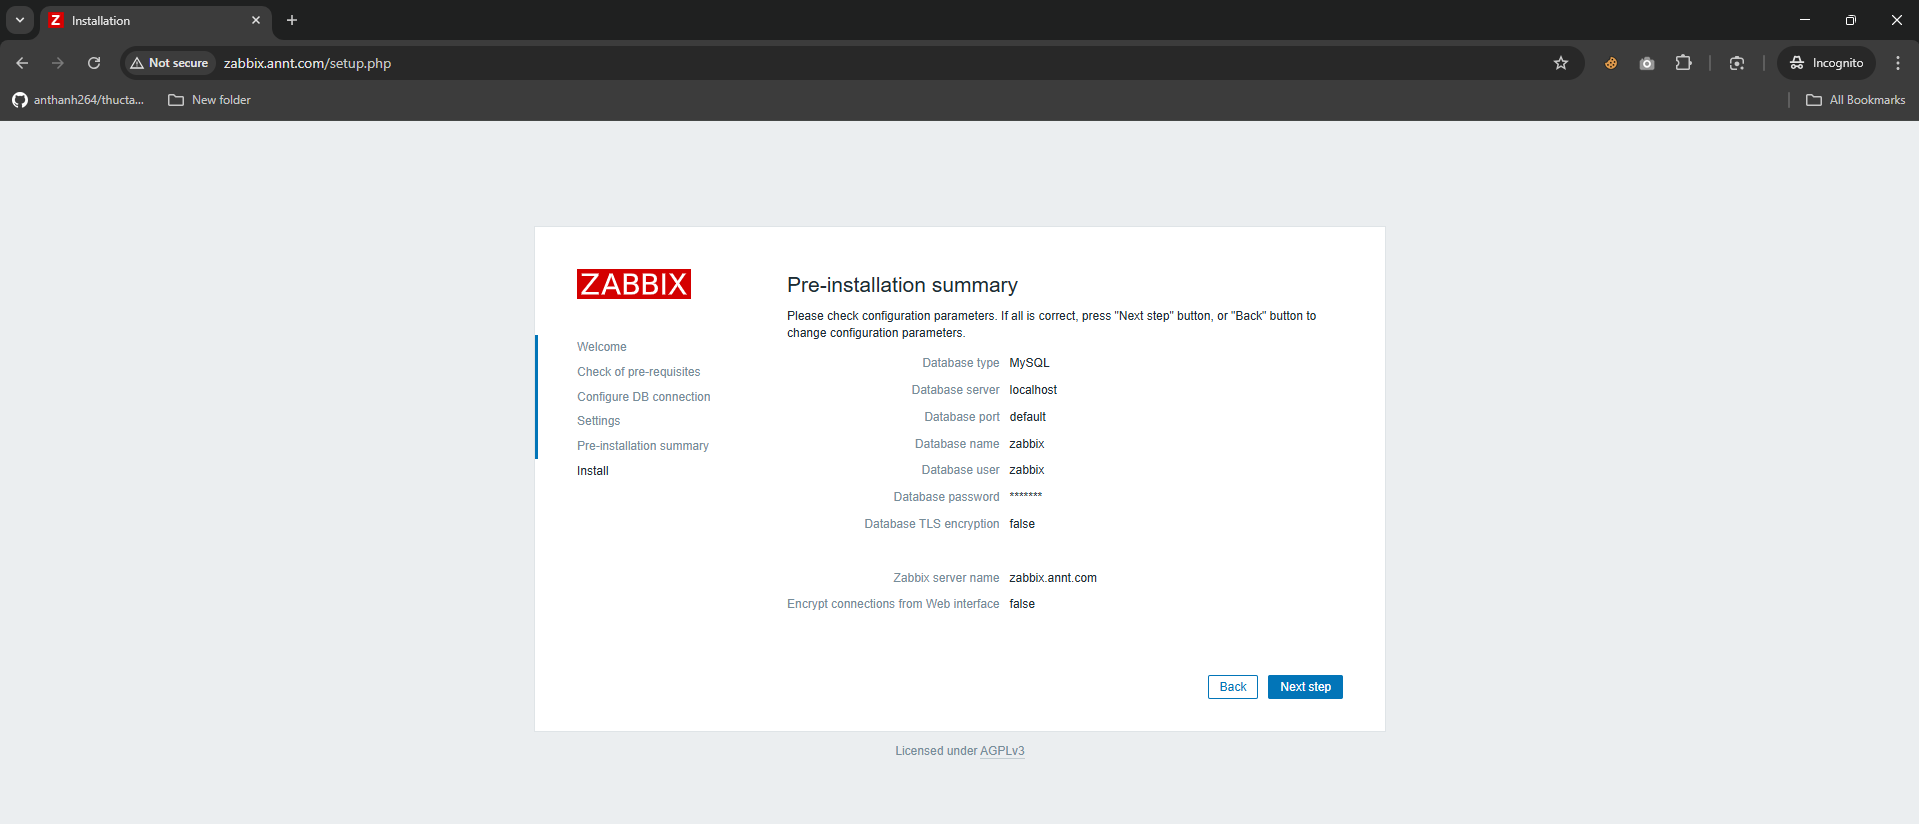 Z Installation
Not secure zabbix.annt.com/setup.php
Incognito
anthanh264/thucta...
New folder
All Bookmarks
ZABBIX
Welcome
Check of pre-requisites
Configure DB connection
Settings
Pre-installation summary
Install
Pre-installation summary
Please check configuration parameters. If all is correct, press "Next step" button, or "Back" button to
change configuration parameters.
Database type MySQL
Database server localhost
Database port default
Database name zabbix
Database user zabbix
Database password *******
Database TLS encryption false
Zabbix server name zabbix.annt.com
Encrypt connections from Web interface false
Back Next step
Licensed under AGPLv3